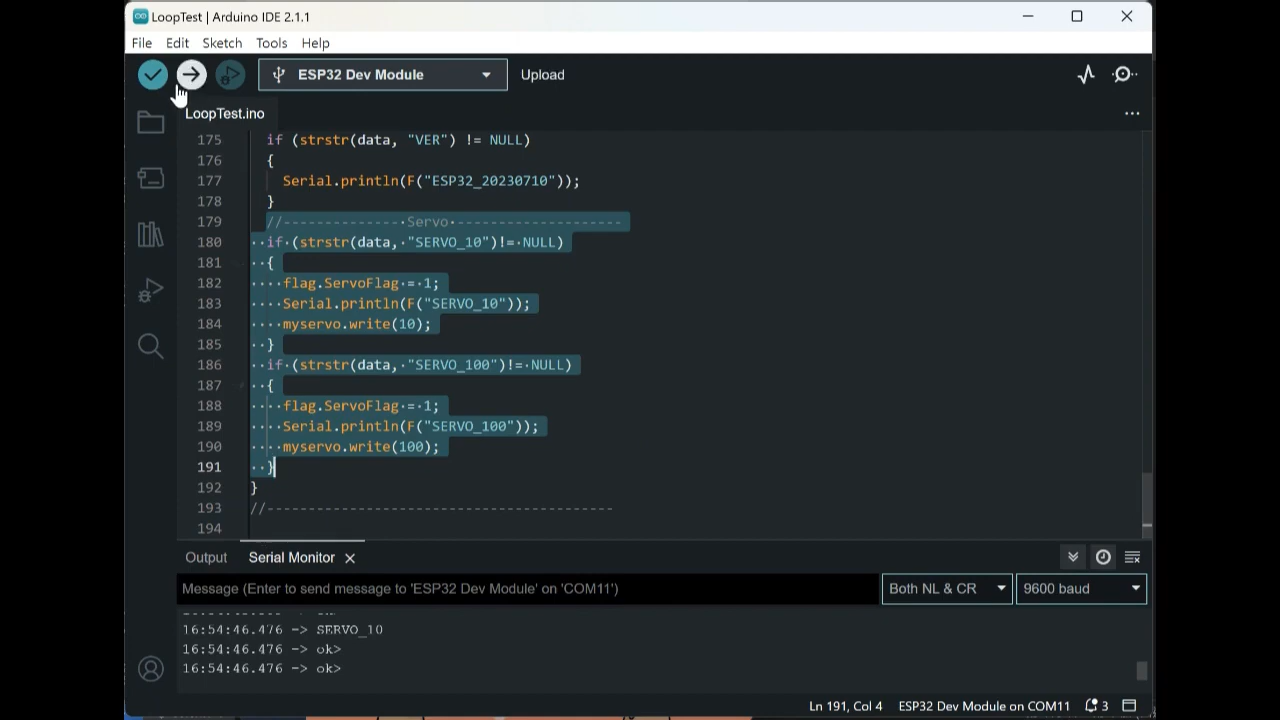 LoopTest | Arduino IDE 2.1.1
File Edit Sketch Tools Help
ESP32 Dev Module Upload
LoopTest.ino
175 if (strstr(data, "VER") != NULL)
176 {
177 Serial.println(F("ESP32_20230710"));
178 }
179 //--------------·Servo·--------------------
180 ··if·(strstr(data,·"SERVO_10")!=·NULL)
181 ··{
182 ····flag.ServoFlag·=·1;
183 ····Serial.println(F("SERVO_10"));
184 ····myservo.write(10);
185 ··}
186 ··if·(strstr(data,·"SERVO_100")!=·NULL)
187 ··{
188 ····flag.ServoFlag·=·1;
189 ····Serial.println(F("SERVO_100"));
190 ····myservo.write(100);
191 ··}
192 }
193 //------------------------------------------
194
Output Serial Monitor
Message (Enter to send message to 'ESP32 Dev Module' on 'COM11') Both NL & CR 9600 baud
16:54:46.476 -> SERVO_10
16:54:46.476 -> ok>
16:54:46.476 -> ok>
Ln 191, Col 4 ESP32 Dev Module on COM11 3